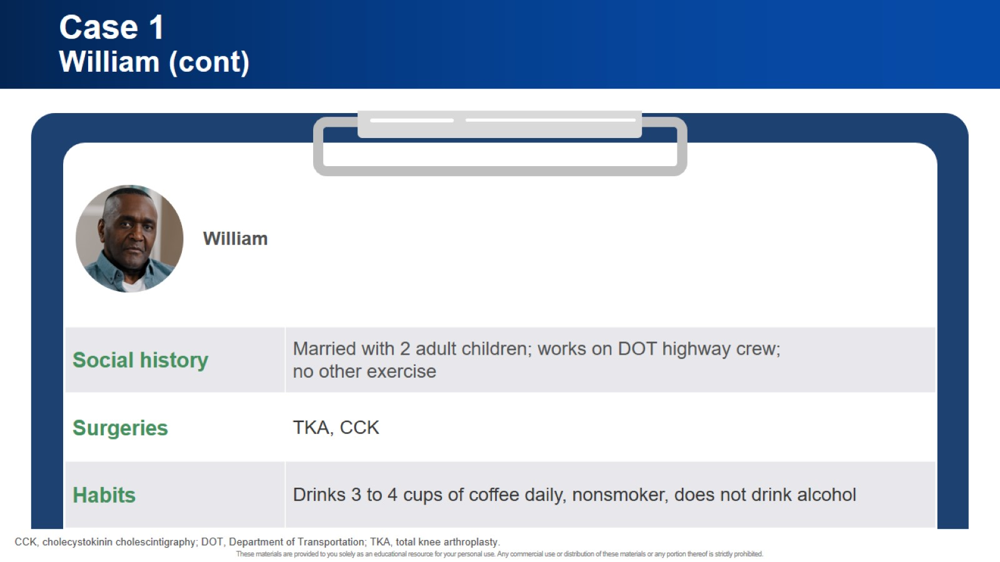 Case 1
William (cont)
William
Social history
Married with 2 adult children; works on DOT highway crew;
no other exercise
Surgeries
TKA, CCK
Habits
Drinks 3 to 4 cups of coffee daily, nonsmoker, does not drink alcohol
CCK, cholecystokinin cholescintigraphy; DOT, Department of Transportation; TKA, total knee arthroplasty.
These materials are provided to you solely as an educational resource for your personal use. Any commercial use or distribution of these materials or any portion thereof is strictly prohibited.